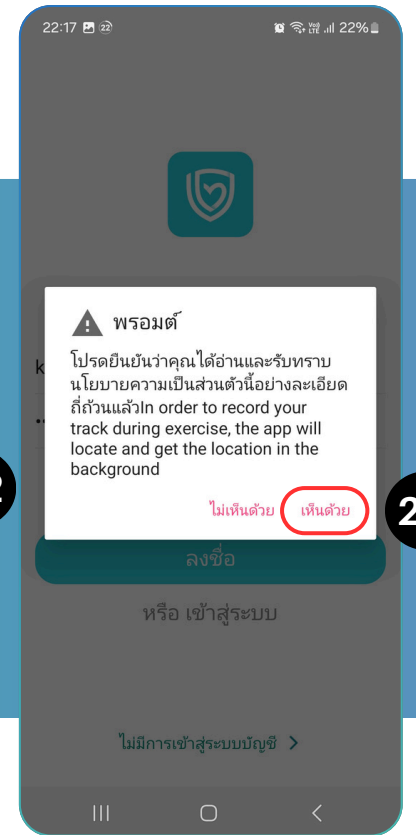 22:17 22 Vo) LTE 22%
พรอมต์
k
โปรดยืนยันว่าคุณได้อ่านและรับทราบ
นโยบายความเป็นส่วนตัวนี้อย่างละเอียด
ถี่ถ้วนแล้วIn order to record your
track during exercise, the app will
locate and get the location in the
background
ไม่เห็นด้วย เห็นด้วย
2 2
ลงชื่อ
หรือ เข้าสู่ระบบ
ไม่มีการเข้าสู่ระบบบัญชี >